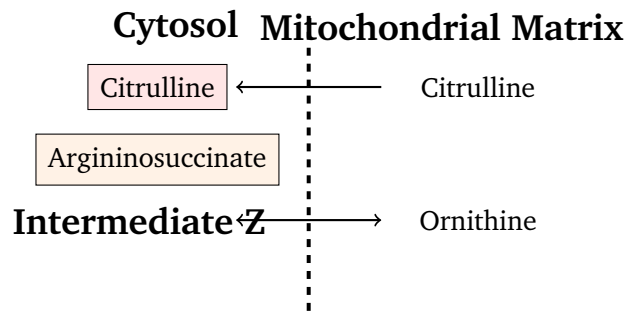 Cytosol Mitochondrial Matrix
Citrulline Citrulline
Argininosuccinate
Intermediate Z Ornithine